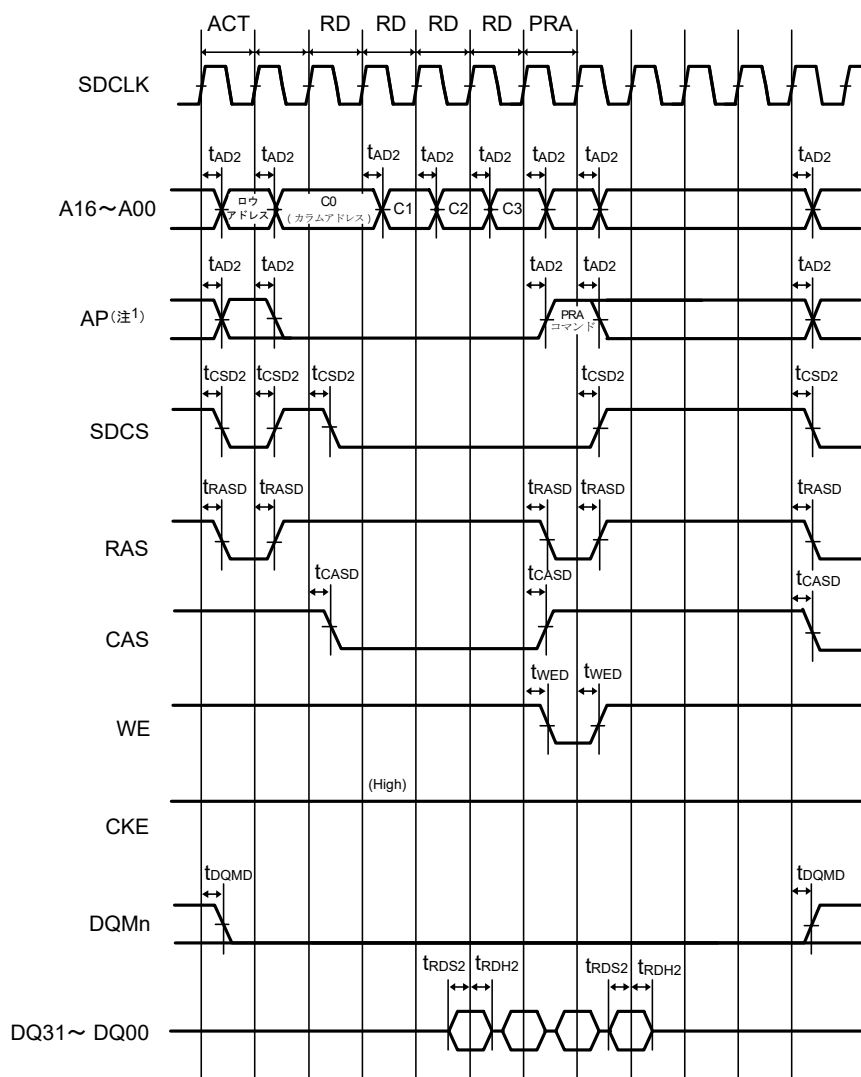 ACT RD RD RD RD PRA
SDCLK
tAD2 tAD2 tAD2 tAD2 tAD2 tAD2 tAD2 tAD2
A16～A00 ロウ アドレス C0 (カラムアドレス) C1 C2 C3
tAD2 tAD2 tAD2 tAD2 tAD2
AP(注1) PRA コマンド
tCSD2 tCSD2 tCSD2 tCSD2 tCSD2
SDCS
tRASD tRASD tRASD tRASD tRASD
RAS
tCASD tCASD tCASD
CAS
tWED tWED
WE
(High)
CKE
tDQMD tDQMD
DQMn
tRDS2 tRDH2 tRDS2 tRDH2
DQ31～DQ00